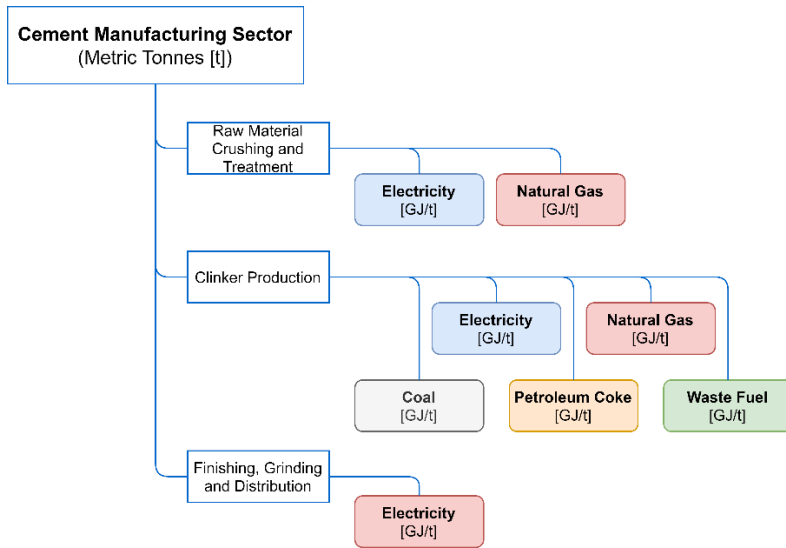 Cement Manufacturing Sector
(Metric Tonnes [t])
Raw Material
Crushing and
Treatment
Electricity
[GJ/t]
Natural Gas
[GJ/t]
Clinker Production
Electricity
[GJ/t]
Natural Gas
[GJ/t]
Coal
[GJ/t]
Petroleum Coke
[GJ/t]
Waste Fuel
[GJ/t]
Finishing, Grinding
and Distribution
Electricity
[GJ/t]